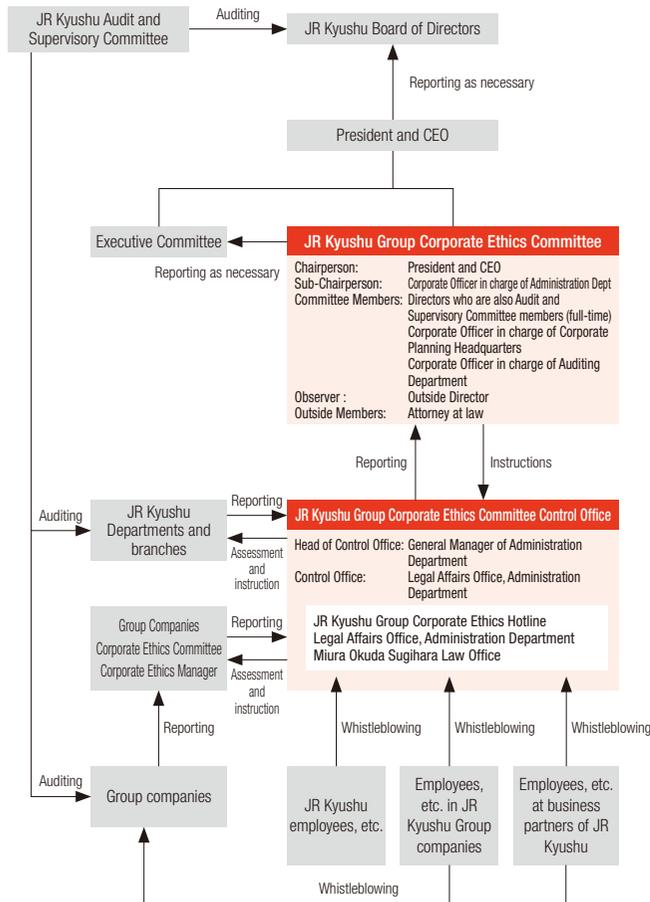 JR Kyushu Audit and
Supervisory Committee
Auditing
JR Kyushu Board of Directors
Reporting as necessary
President and CEO
Executive Committee
Reporting as necessary
JR Kyushu Group Corporate Ethics Committee
Chairperson: President and CEO
Sub-Chairperson: Corporate Officer in charge of Administration Dept
Committee Members: Directors who are also Audit and
Supervisory Committee members (full-time)
Corporate Officer in charge of Corporate
Planning Headquarters
Corporate Officer in charge of Auditing
Department
Observer : Outside Director
Outside Members: Attorney at law
Reporting
Instructions
Auditing
JR Kyushu
Departments and
branches
Reporting
Assessment
and
instruction
JR Kyushu Group Corporate Ethics Committee Control Office
Head of Control Office: General Manager of Administration
Department
Control Office: Legal Affairs Office, Administration
Department
JR Kyushu Group Corporate Ethics Hotline
Legal Affairs Office, Administration Department
Miura Okuda Sugihara Law Office
Group Companies
Corporate Ethics Committee
Corporate Ethics Manager
Reporting
Assessment
and
instruction
Reporting
Whistleblowing
Whistleblowing
Whistleblowing
Auditing
Group companies
JR Kyushu
employees, etc.
Employees,
etc. in JR
Kyushu Group
companies
Employees, etc.
at business
partners of JR
Kyushu
Whistleblowing